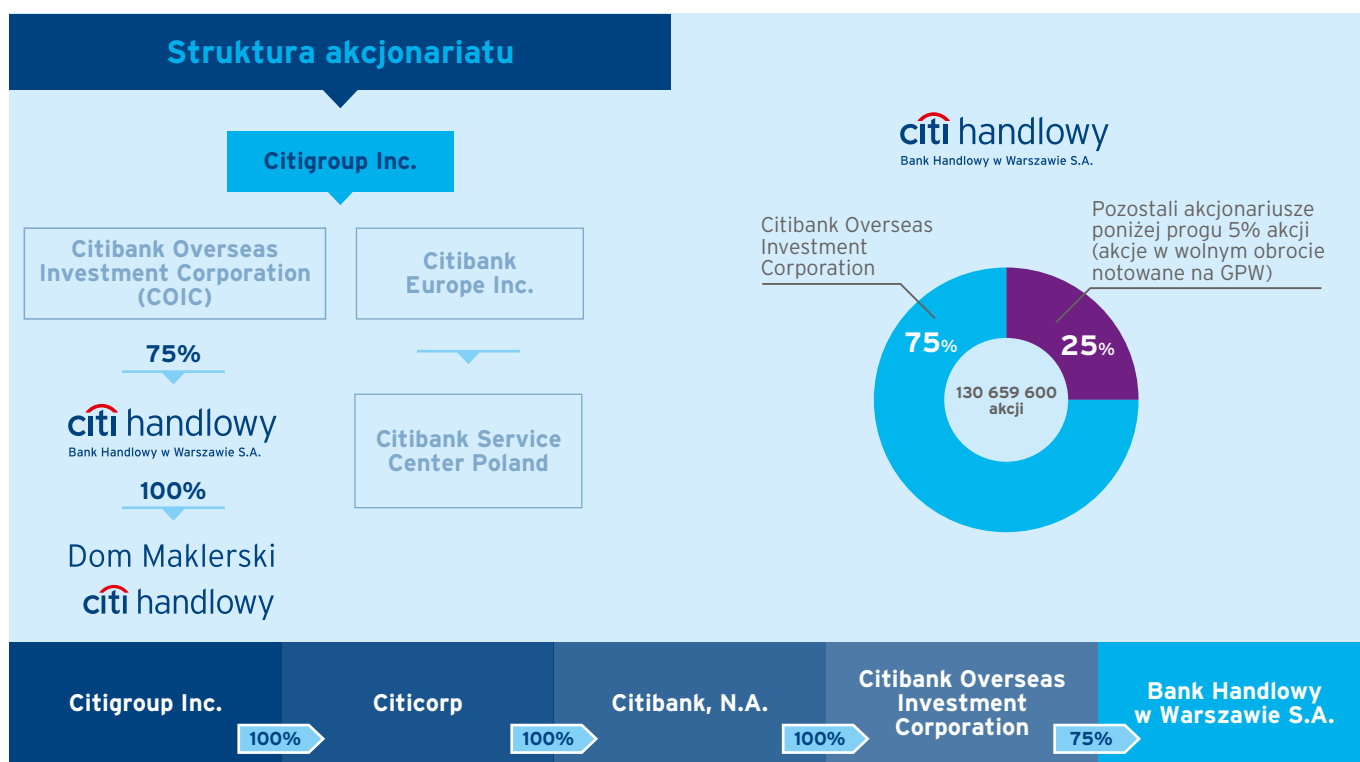 Struktura akcjonariatu
Citigroup Inc.
Citibank Overseas
Investment Corporation
(COIC)
75%
citi handlowy
Bank Handlowy w Warszawie S.A.
100%
Dom Maklerski
citi handlowy
Citibank
Europe Inc.
Citibank Service
Center Poland
citi handlowy
Bank Handlowy w Warszawie S.A.
Citibank Overseas
Investment
Corporation
Pozostali akcjonariusze
poniżej progu 5% akcji
(akcje w wolnym obrocie
notowane na GPW)
75%
25%
130 659 600
akcji
Citigroup Inc.
100%
Citicorp
100%
Citibank, N.A.
100%
Citibank Overseas
Investment
Corporation
75%
Bank Handlowy
w Warszawie S.A.